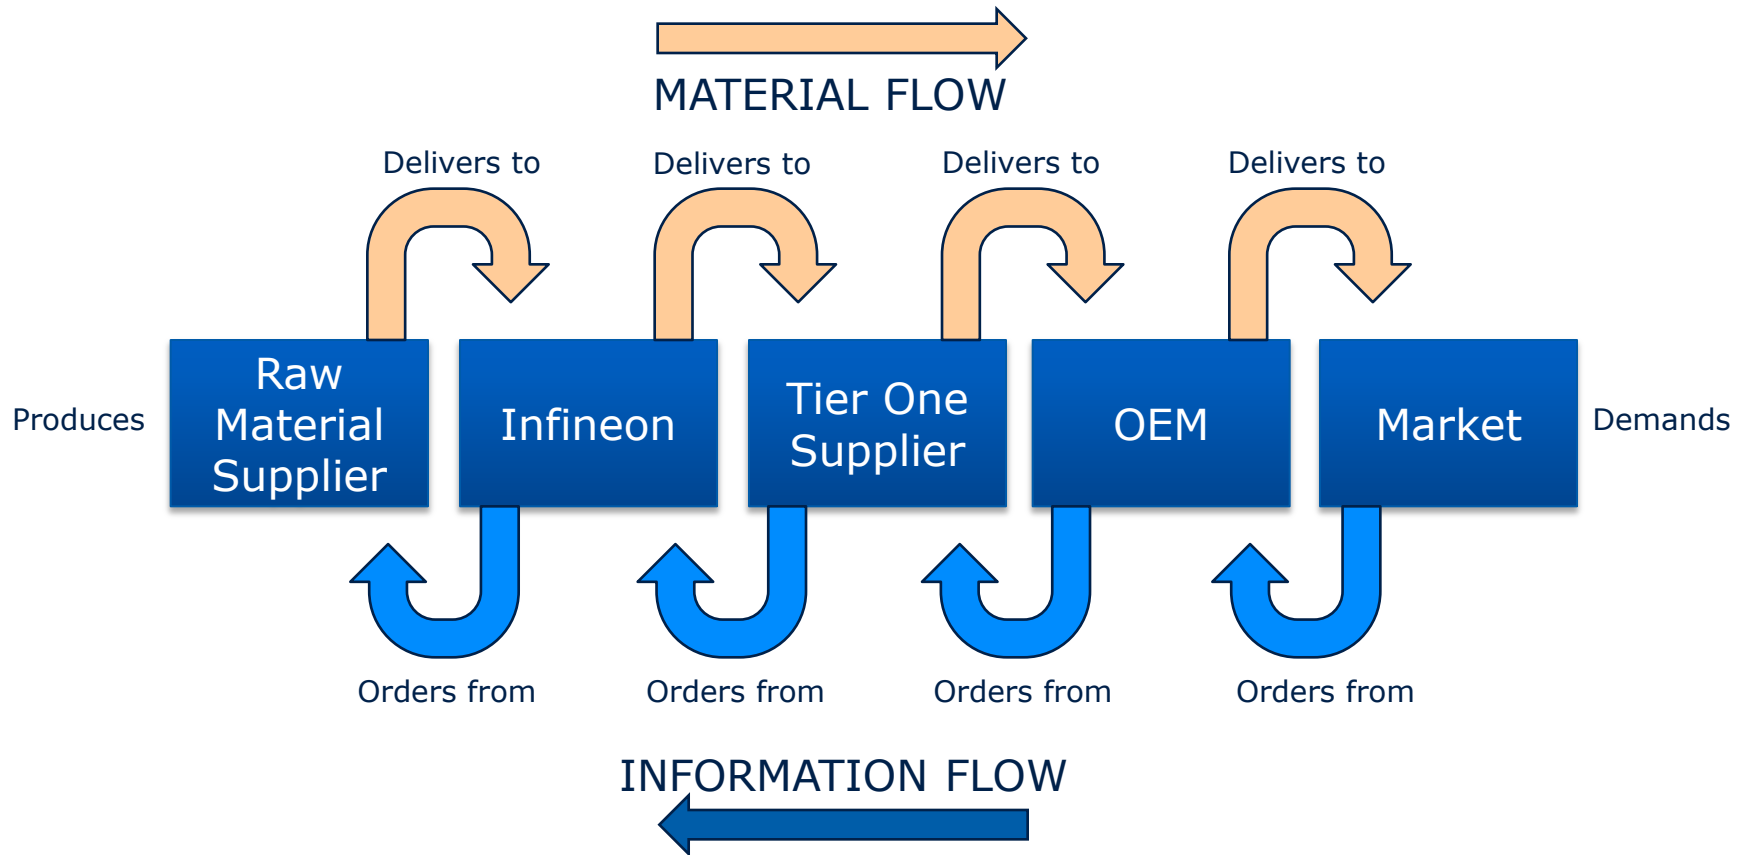 MATERIAL FLOW
Delivers to
Delivers to
Delivers to
Delivers to
Produces
Raw
Material
Supplier
Infineon
Tier One
Supplier
OEM
Market
Demands
Orders from
Orders from
Orders from
Orders from
INFORMATION FLOW